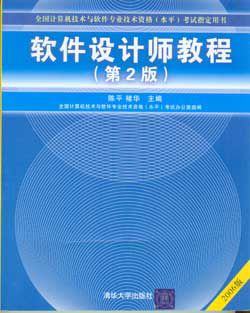 全国计算机技术与软件专业技术资格(水平)考试指定用书
软件设计师教程
(第2版)
陈平 褚华 主编
全国计算机技术与软件专业技术资格(水平)考试办公室组编
2006版
清华大学出版社